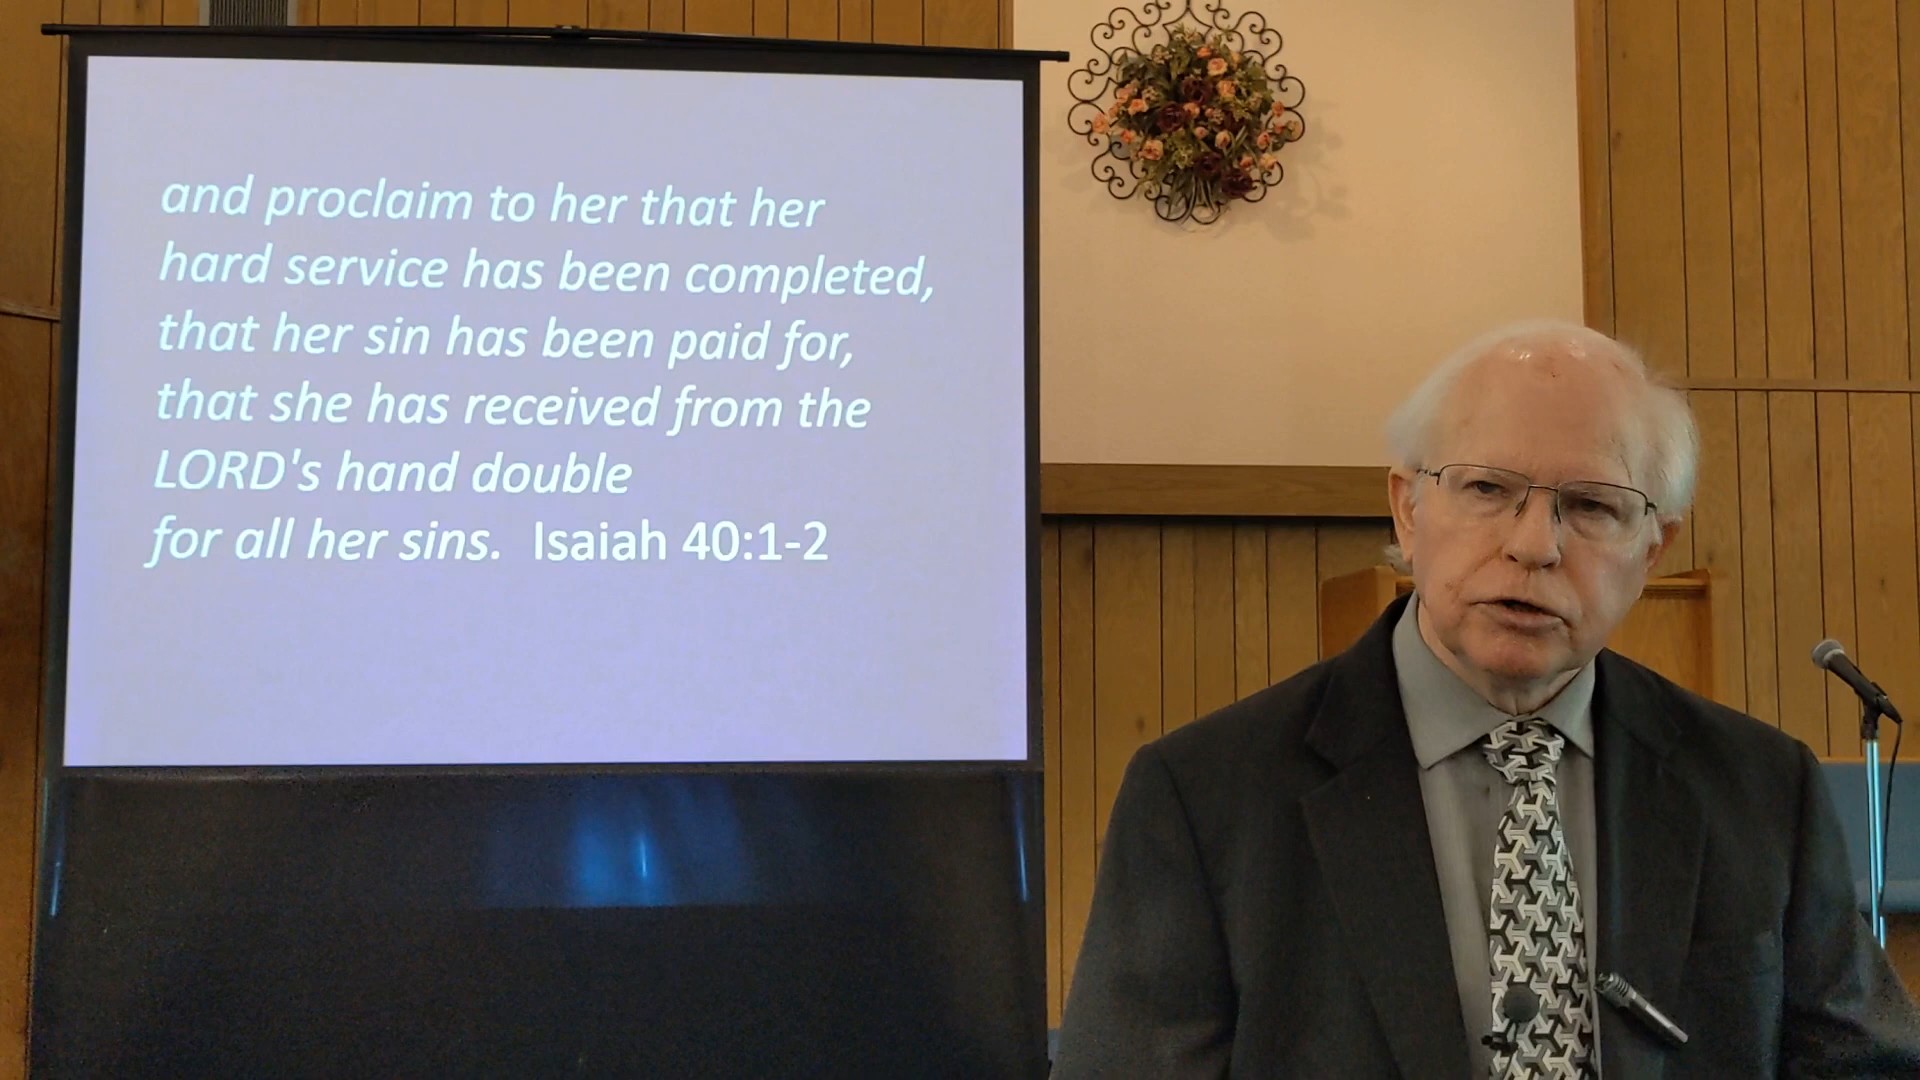 and proclaim to her that her
hard service has been completed,
that her sin has been paid for,
that she has received from the
LORD's hand double
for all her sins. Isaiah 40:1-2